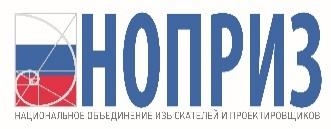 НОПРИЗ
НАЦИОНАЛЬНОЕ ОБЪЕДИНЕНИЕ ИЗЫСКАТЕЛЕЙ И ПРОЕКТИРОВЩИКОВ